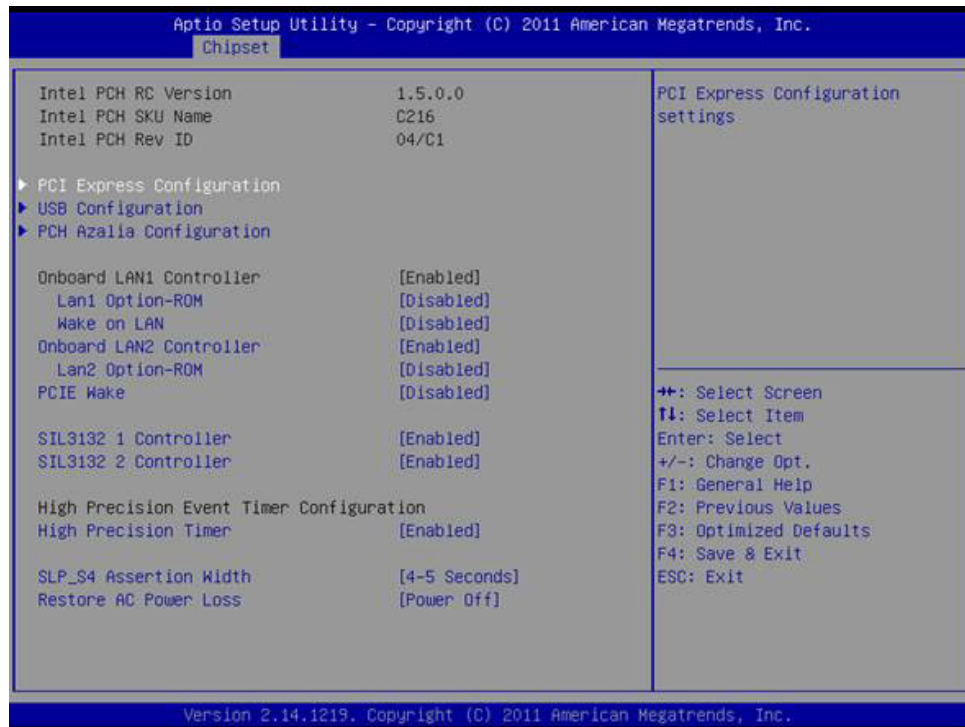 Aptio Setup Utility – Copyright (C) 2011 American Megatrends, Inc.
Chipset
Intel PCH RC Version 1.5.0.0
Intel PCH SKU Name C216
Intel PCH Rev ID 04/C1
PCI Express Configuration
USB Configuration
PCH Azalia Configuration
Onboard LAN1 Controller [Enabled]
Lan1 Option-ROM [Disabled]
Wake on LAN [Disabled]
Onboard LAN2 Controller [Enabled]
Lan2 Option-ROM [Disabled]
PCIE Wake [Disabled]
SIL3132 1 Controller [Enabled]
SIL3132 2 Controller [Enabled]
High Precision Event Timer Configuration
High Precision Timer [Enabled]
SLP_S4 Assertion Width [4-5 Seconds]
Restore AC Power Loss [Power Off]
PCI Express Configuration
settings
→←: Select Screen
↑↓: Select Item
Enter: Select
+/-: Change Opt.
F1: General Help
F2: Previous Values
F3: Optimized Defaults
F4: Save & Exit
ESC: Exit
Version 2.14.1219. Copyright (C) 2011 American Megatrends, Inc.